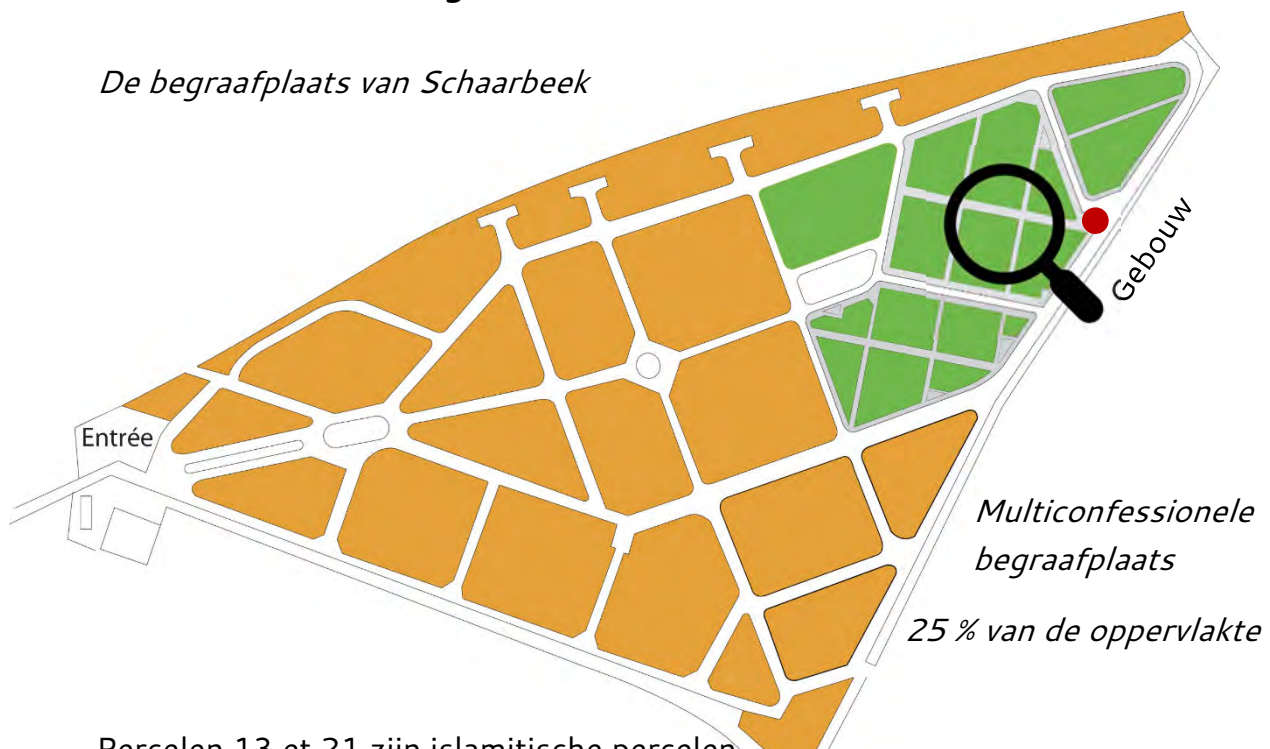 De begraafplaats van Schaarbeek
Gebouw
Entrée
Multiconfessionele
begraafplaats
25 % van de oppervlakte
Percelen 13 et 21 zijn islamitische percelen